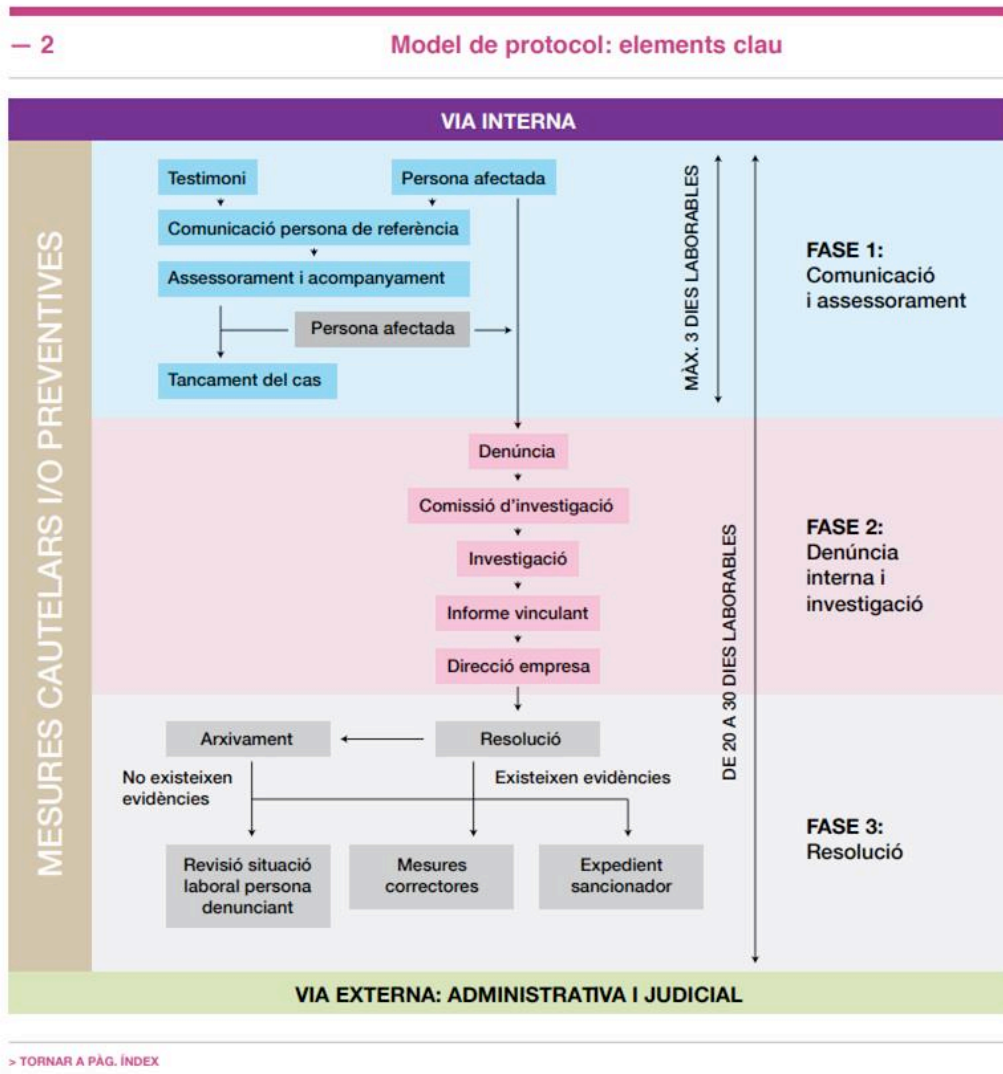 — 2
Model de protocol: elements clau
VIA INTERNA
MESURES CAUTELARS I/O PREVENTIVES
Testimoni
Persona afectada
Comunicació persona de referència
Assessorament i acompanyament
Persona afectada
Tancament del cas
MÀX. 3 DIES LABORABLES
FASE 1:
Comunicació
i assessorament
Denúncia
Comissió d'investigació
Investigació
Informe vinculant
Direcció empresa
DE 20 A 30 DIES LABORABLES
FASE 2:
Denúncia
interna i
investigació
Arxivament
Resolució
No existeixen
evidències
Existeixen evidències
Revisió situació
laboral persona
denunciant
Mesures
correctores
Expedient
sancionador
FASE 3:
Resolució
VIA EXTERNA: ADMINISTRATIVA I JUDICIAL
> TORNAR A PÀG. ÍNDEX